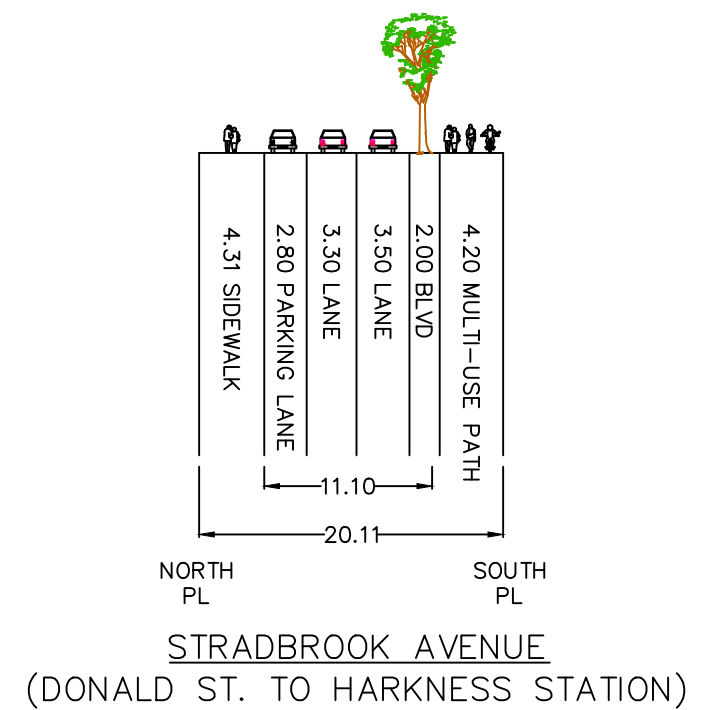 4.31 SIDEWALK
2.80 PARKING LANE
3.30 LANE
3.50 LANE
2.00 BLVD
4.20 MULTI-USE PATH
11.10
20.11
NORTH
PL
SOUTH
PL
STRADBROOK AVENUE
(DONALD ST. TO HARKNESS STATION)